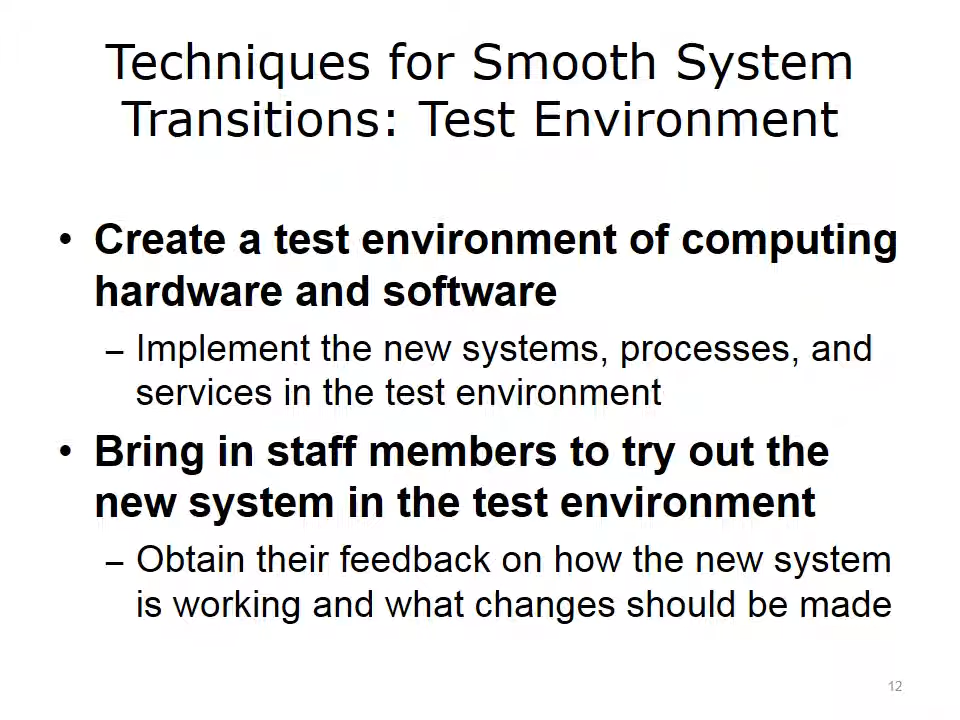 Techniques for Smooth System
Transitions: Test Environment
• Create a test environment of computing
hardware and software
– Implement the new systems, processes, and
services in the test environment
• Bring in staff members to try out the
new system in the test environment
– Obtain their feedback on how the new system
is working and what changes should be made
12